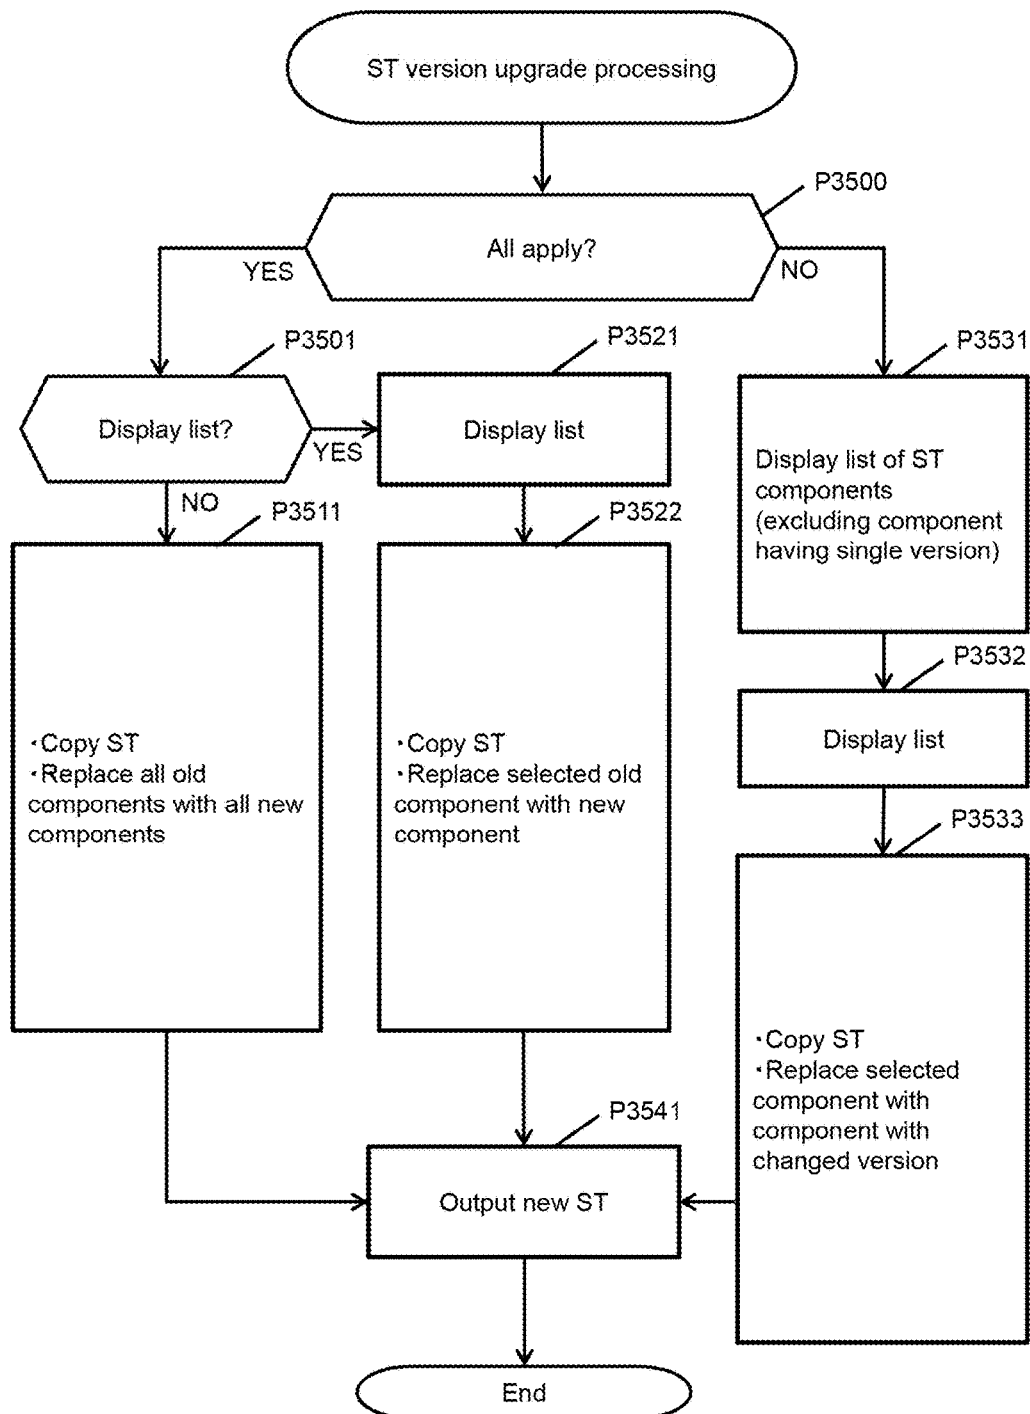 ST version upgrade processing
P3500
All apply?
YES
NO
P3501
P3521
P3531
Display list?
YES
Display list
Display list of ST
components
(excluding component
having single version)
NO
P3511
P3522
P3532
Display list
・Copy ST
・Replace all old
components with all new
components
・Copy ST
・Replace selected old
component with new
component
P3533
・Copy ST
・Replace selected
component with
component with
changed version
P3541
Output new ST
End